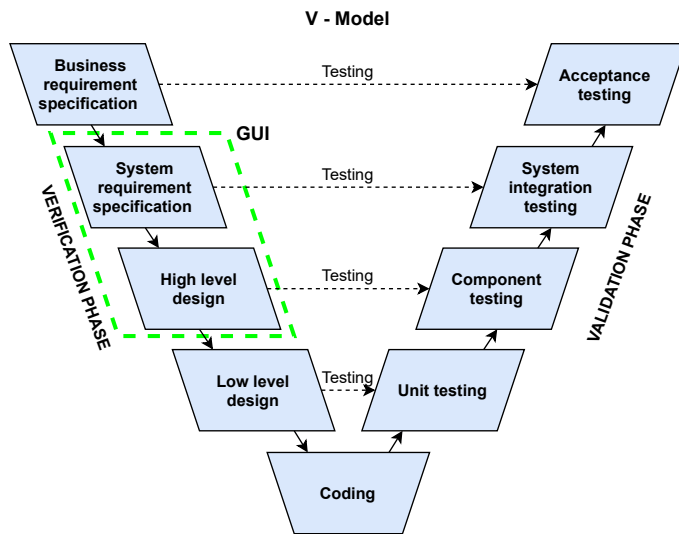 V - Model
Business
requirement
specification
Testing
Acceptance
testing
GUI
System
requirement
specification
Testing
System
integration
testing
VERIFICATION PHASE
VALIDATION PHASE
High level
design
Testing
Component
testing
Low level
design
Testing
Unit testing
Coding